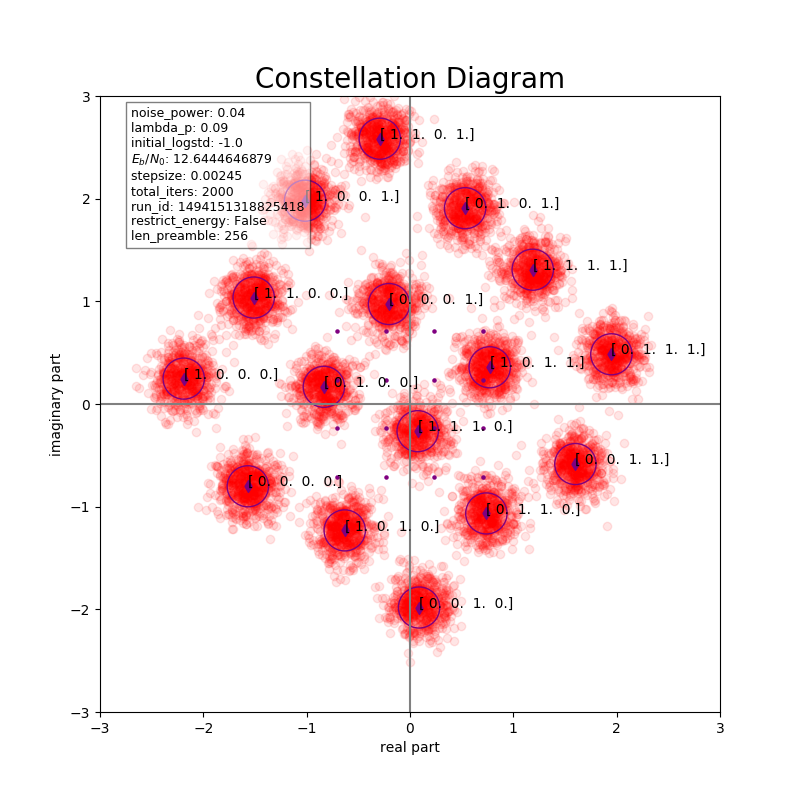 Constellation Diagram
noise_power: 0.04
lambda_p: 0.09
initial_logstd: -1.0
E_b/N_0: 12.6444646879
stepsize: 0.00245
total_iters: 2000
run_id: 1494151318825418
restrict_energy: False
len_preamble: 256
[ 1. 1. 0. 1.]
[ 1. 0. 0. 1.]
[ 0. 1. 0. 1.]
[ 1. 1. 1. 1.]
[ 1. 1. 0. 0.]
[ 0. 0. 0. 1.]
[ 0. 1. 1. 1.]
[ 1. 0. 1. 1.]
[ 1. 0. 0. 0.]
[ 0. 1. 0. 0.]
[ 1. 1. 1. 0.]
[ 0. 0. 1. 1.]
[ 0. 0. 0. 0.]
[ 0. 1. 1. 0.]
[ 1. 0. 1. 0.]
[ 0. 0. 1. 0.]
3
2
1
0
−1
−2
−3
imaginary part
−3 −2 −1 0 1 2 3
real part